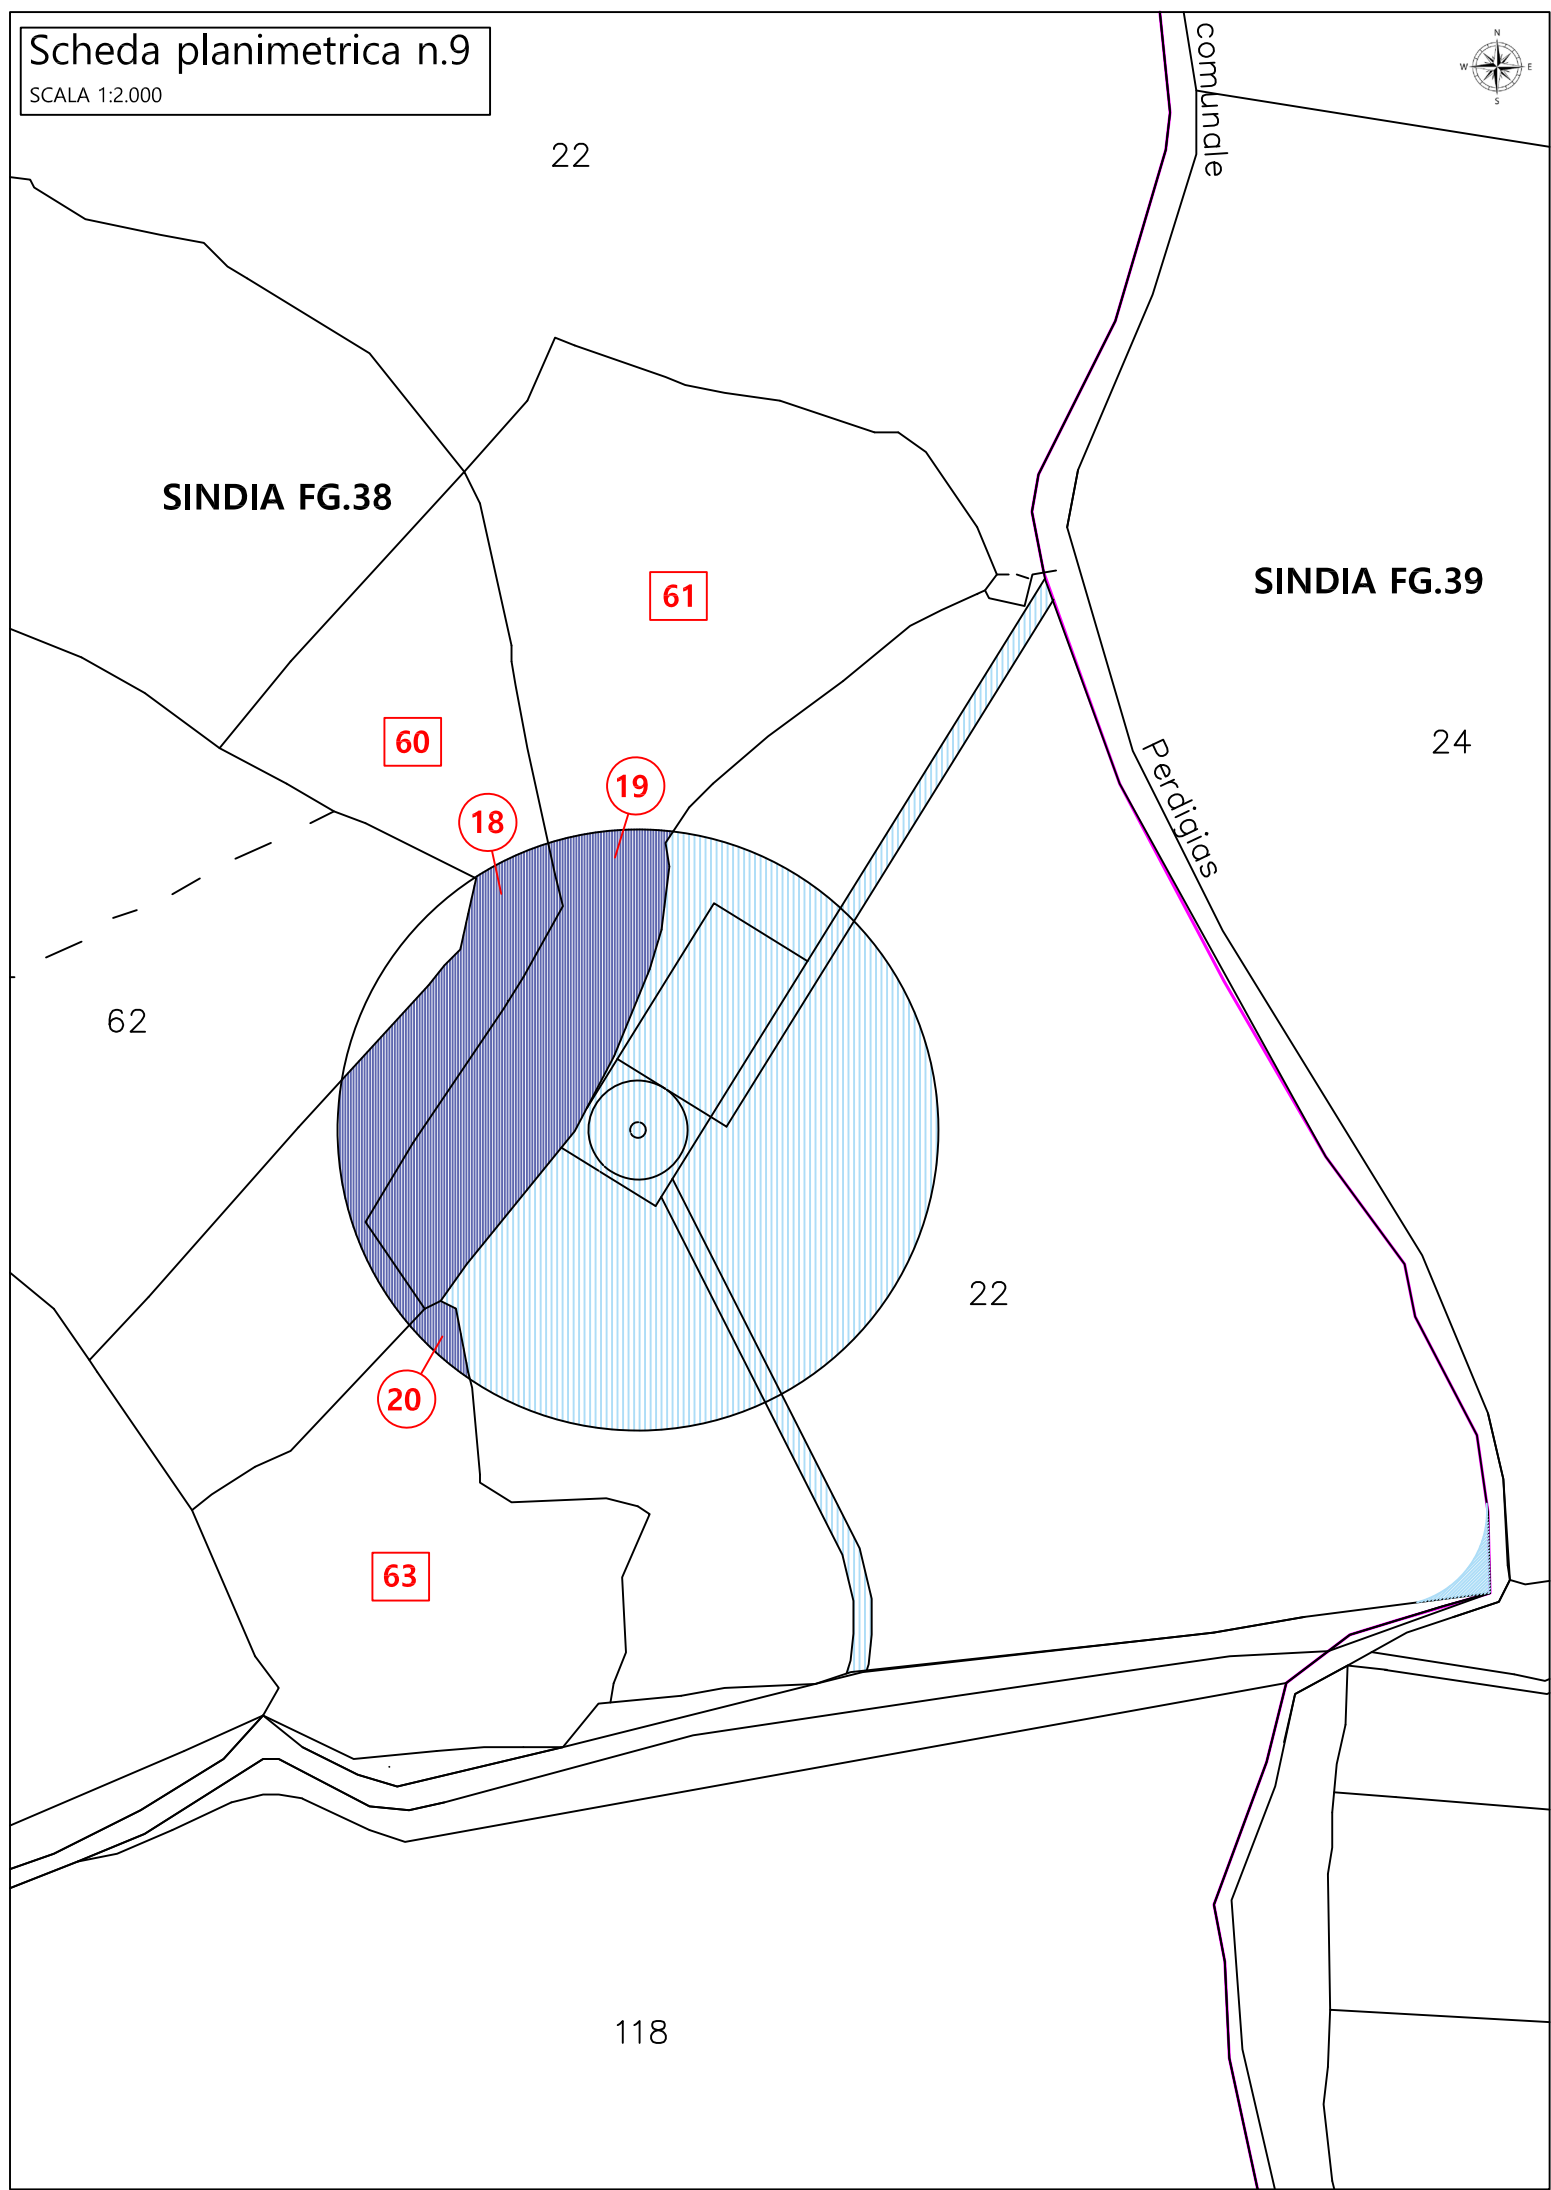 Scheda planimetrica n.9
SCALA 1:2.000
N
W
E
S
comunale
22
SINDIA FG.38
SINDIA FG.39
61
60
24
19
18
Perdigias
62
22
20
63
118